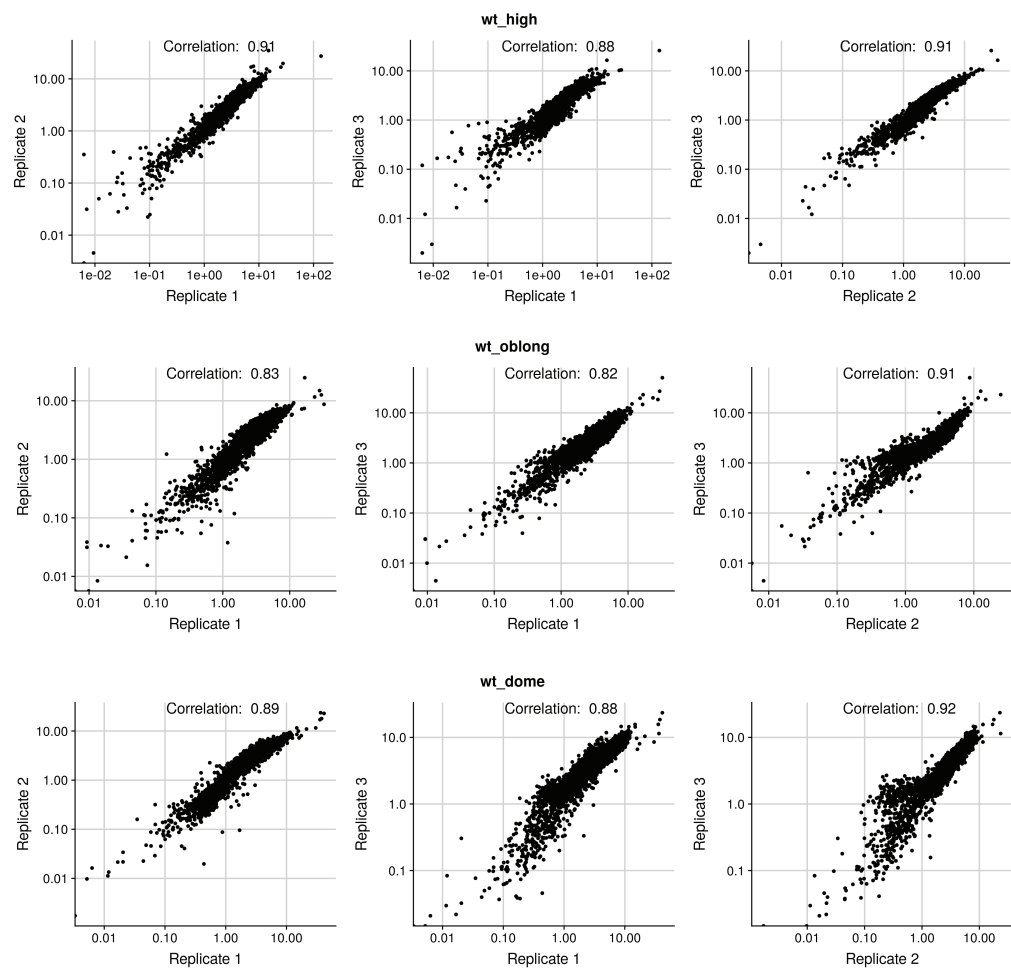 wt_high
Correlation: 0.91
Correlation: 0.88
Correlation: 0.91
Replicate 2
10.00
1.00
0.10
0.01
1e-02 1e-01 1e+00 1e+01 1e+02
Replicate 1
Replicate 3
10.00
1.00
0.10
0.01
1e-02 1e-01 1e+00 1e+01 1e+02
Replicate 1
Replicate 3
10.00
1.00
0.10
0.01
0.01 0.10 1.00 10.00
Replicate 2
wt_oblong
Correlation: 0.83
Correlation: 0.82
Correlation: 0.91
Replicate 2
10.00
1.00
0.10
0.01
0.01 0.10 1.00 10.00
Replicate 1
Replicate 3
10.00
1.00
0.10
0.01
0.01 0.10 1.00 10.00
Replicate 1
Replicate 3
10.00
1.00
0.10
0.01
0.01 0.10 1.00 10.00
Replicate 2
wt_dome
Correlation: 0.89
Correlation: 0.88
Correlation: 0.92
Replicate 2
10.00
1.00
0.10
0.01
0.01 0.10 1.00 10.00
Replicate 1
Replicate 3
10.0
1.0
0.1
0.01 0.10 1.00 10.00
Replicate 1
Replicate 3
10.0
1.0
0.1
0.01 0.10 1.00 10.00
Replicate 2